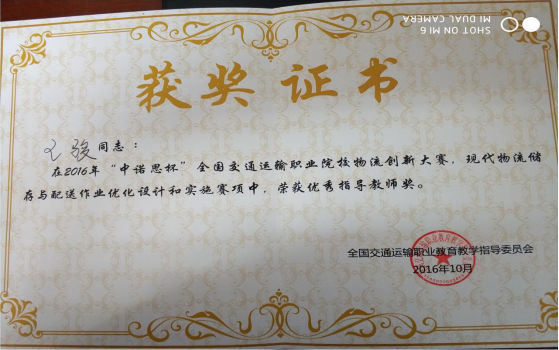 SHOT ON MI 6
MI DUAL CAMERA
获奖证书
骏同志：
在2016年“中诺思杯”全国交通运输职业院校物流创新大赛，现代物流储
存与配送作业优化设计和实施赛项中，荣获优秀指导教师奖。
全国交通运输职业教育教学指导委员会
2016年10月